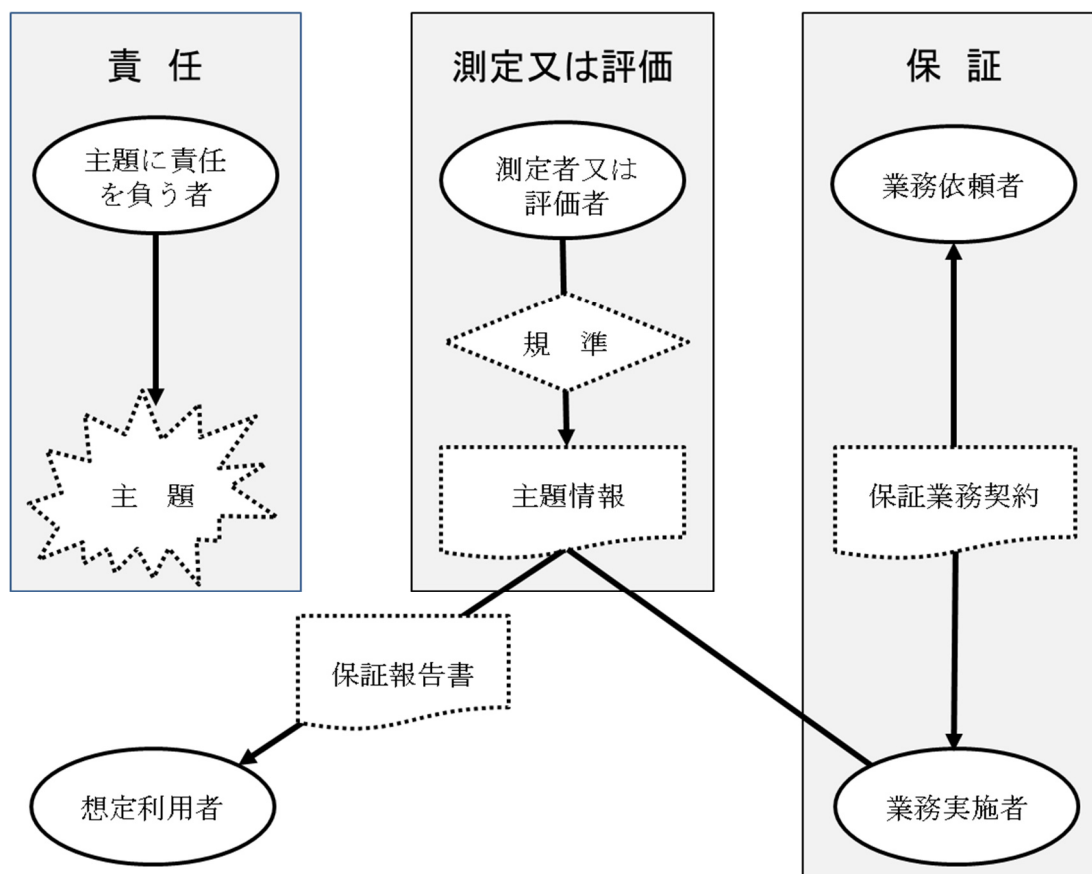 責 任
測定又は評価
保 証
主題に責任
を負う者
測定者又は
評価者
業務依頼者
規 準
主 題
主題情報
保証業務契約
保証報告書
想定利用者
業務実施者